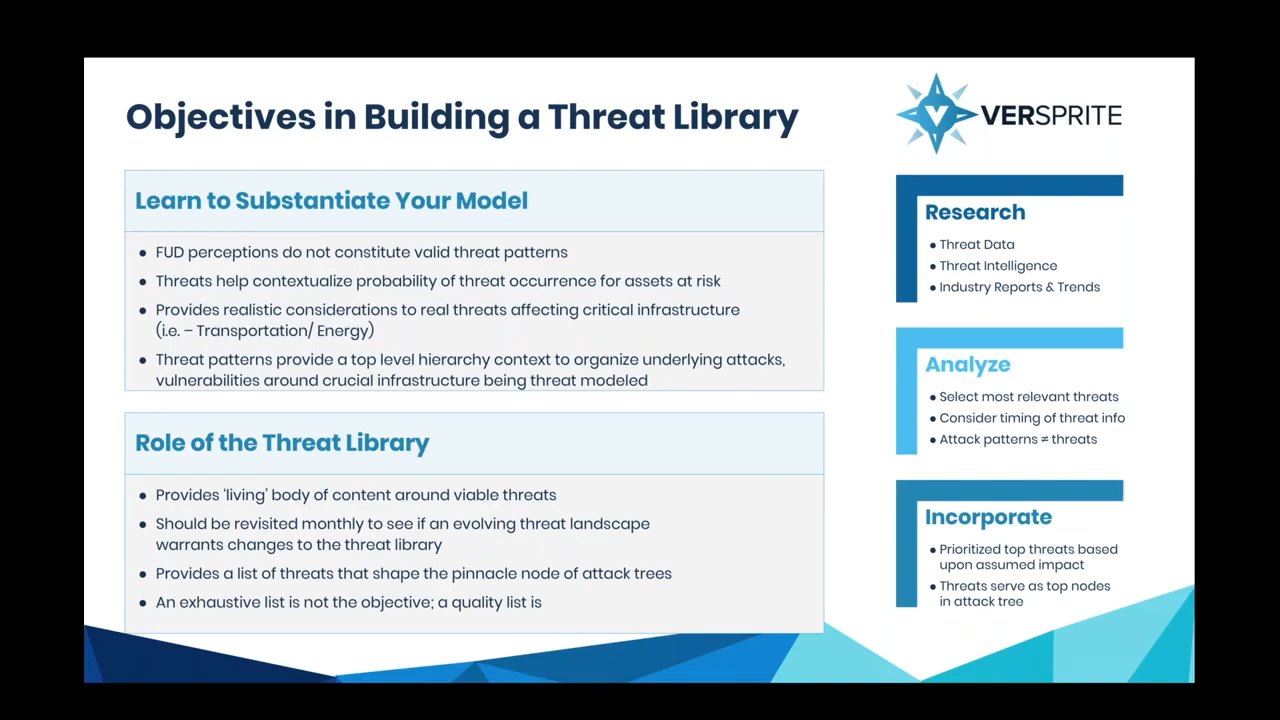 Objectives in Building a Threat Library
VERSPRITE
Learn to Substantiate Your Model
● FUD perceptions do not constitute valid threat patterns
● Threats help contextualize probability of threat occurrence for assets at risk
● Provides realistic considerations to real threats affecting critical infrastructure
(i.e. – Transportation/ Energy)
● Threat patterns provide a top level hierarchy context to organize underlying attacks,
vulnerabilities around crucial infrastructure being threat modeled
Role of the Threat Library
● Provides ‘living’ body of content around viable threats
● Should be revisited monthly to see if an evolving threat landscape
warrants changes to the threat library
● Provides a list of threats that shape the pinnacle node of attack trees
● An exhaustive list is not the objective; a quality list is
Research
● Threat Data
● Threat Intelligence
● Industry Reports & Trends
Analyze
● Select most relevant threats
● Consider timing of threat info
● Attack patterns ≠ threats
Incorporate
● Prioritized top threats based
upon assumed impact
● Threats serve as top nodes
in attack tree